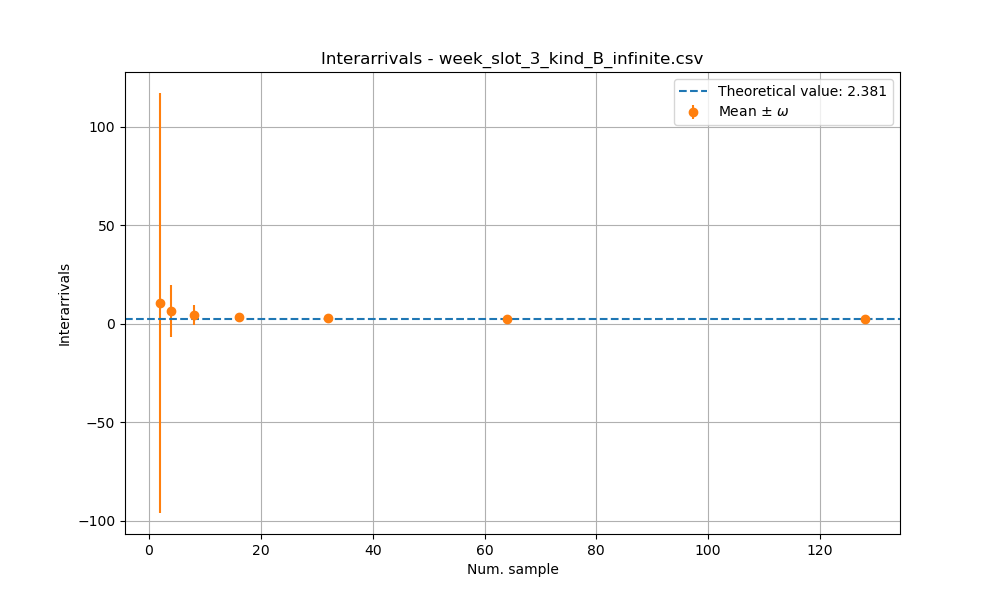 Interarrivals - week_slot_3_kind_B_infinite.csv
Theoretical value: 2.381
Mean ± ω
Interarrrivals
100
50
0
−50
−100
0 20 40 60 80 100 120
Num. sample